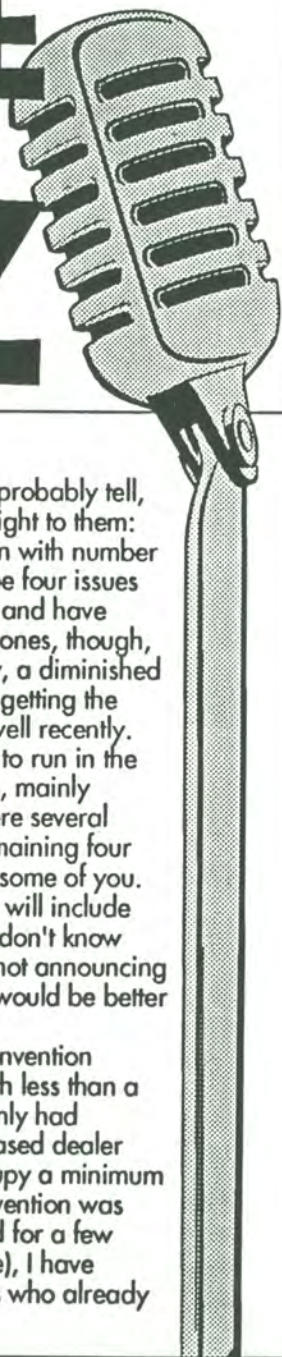 probably tell,
ight to them:
n with number
e four issues
and have
ones, though,
, a diminished
getting the
vell recently.
to run in the
, mainly
re several
maining four
some of you.
will include
don't know
not announcing
would be better
nvention
h less than a
nly had
ased dealer
upy a minimum
vention was
d for a few
e), I have
s who already